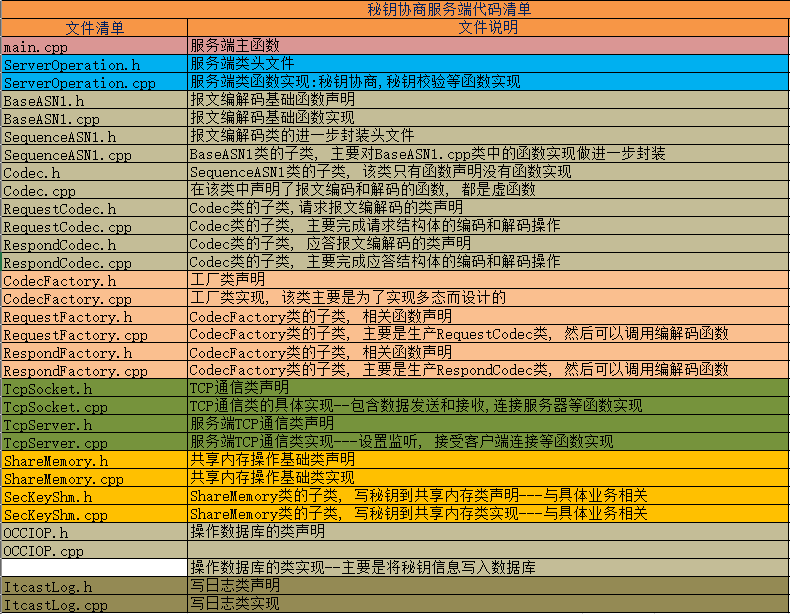 秘钥协商服务端代码清单
文件清单 文件说明
main.cpp 服务端主函数
ServerOperation.h 服务端类头文件
ServerOperation.cpp 服务端类函数实现:秘钥协商,秘钥校验等函数实现
BaseASN1.h 报文编解码基础函数声明
BaseASN1.cpp 报文编解码基础函数实现
SequenceASN1.h 报文编解码类的进一步封装头文件
SequenceASN1.cpp BaseASN1类的子类, 主要对BaseASN1.cpp类中的函数实现做进一步封装
Codec.h SequenceASN1类的子类, 该类只有函数声明没有函数实现
Codec.cpp 在该类中声明了报文编码和解码的函数, 都是虚函数
RequestCodec.h Codec类的子类,请求报文编解码的类声明
RequestCodec.cpp Codec类的子类, 主要完成请求结构体的编码和解码操作
RespondCodec.h Codec类的子类, 应答报文编解码的类声明
RespondCodec.cpp Codec类的子类, 主要完成应答结构体的编码和解码操作
CodecFactory.h 工厂类声明
CodecFactory.cpp 工厂类实现, 该类主要是为了实现多态而设计的
RequestFactory.h CodecFactory类的子类, 相关函数声明
RequestFactory.cpp CodecFactory类的子类, 主要是生产RequestCodec类, 然后可以调用编解码函数
RespondFactory.h CodecFactory类的子类, 相关函数声明
RespondFactory.cpp CodecFactory类的子类, 主要是生产RespondCodec类, 然后可以调用编解码函数
TcpSocket.h TCP通信类声明
TcpSocket.cpp TCP通信类的具体实现--包含数据发送和接收,连接服务器等函数实现
TcpServer.h 服务端TCP通信类声明
TcpServer.cpp 服务端TCP通信类实现---设置监听, 接受客户端连接等函数实现
ShareMemory.h 共享内存操作基础类声明
ShareMemory.cpp 共享内存操作基础类实现
SecKeyShm.h ShareMemory类的子类, 写秘钥到共享内存类声明---与具体业务相关
SecKeyShm.cpp ShareMemory类的子类, 写秘钥到共享内存类实现---与具体业务相关
OCCIOP.h 操作数据库的类声明
OCCIOP.cpp
操作数据库的类实现--主要是将秘钥信息写入数据库
ItcastLog.h 写日志类声明
ItcastLog.cpp 写日志类实现